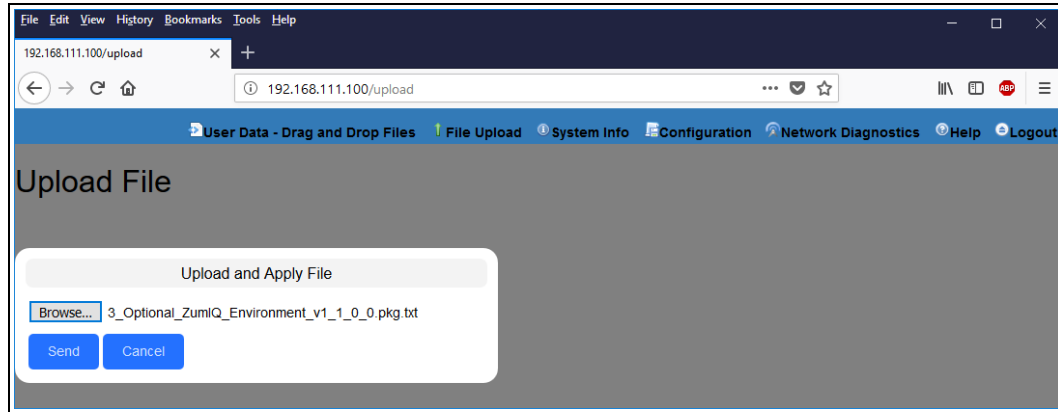 File Edit View History Bookmarks Tools Help
192.168.111.100/upload
192.168.111.100/upload
ABP
User Data - Drag and Drop Files File Upload System Info Configuration Network Diagnostics Help Logout
Upload File
Upload and Apply File
Browse... 3_Optional_ZumIQ_Environment_v1_1_0_0.pkg.txt
Send Cancel